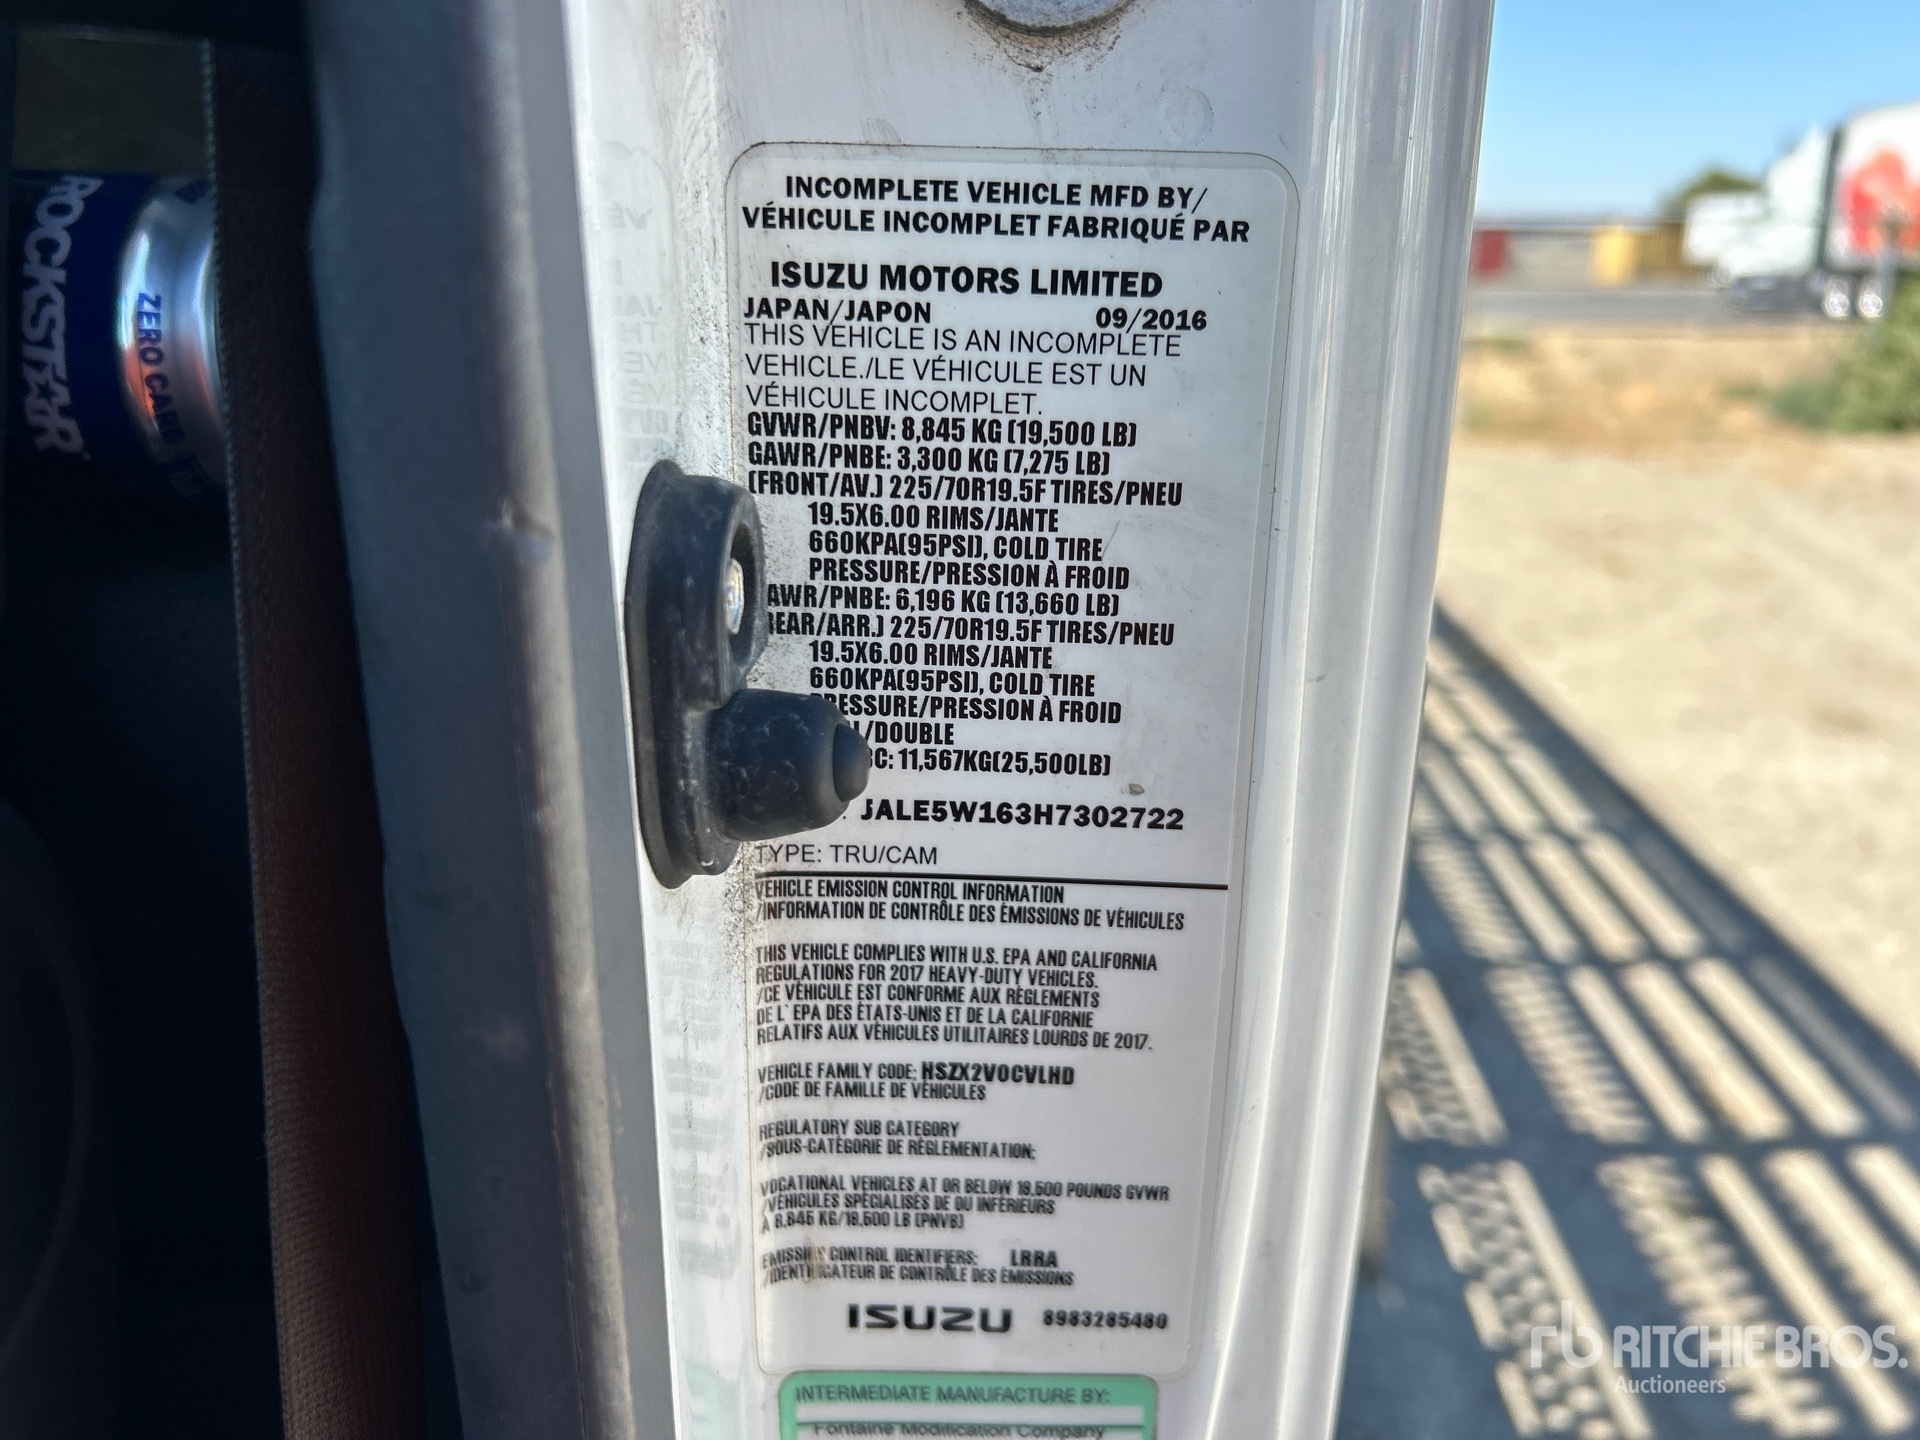 ROCKSTAR
ZERO CARB
INCOMPLETE VEHICLE MFD BY/
VÉHICULE INCOMPLET FABRIQUÉ PAR
ISUZU MOTORS LIMITED
JAPAN/JAPON 09/2016
THIS VEHICLE IS AN INCOMPLETE
VEHICLE./LE VÉHICULE EST UN
VÉHICULE INCOMPLET.
GVWR/PNBV: 8,845 KG (19,500 LB)
GAWR/PNBE: 3,300 KG (7,275 LB)
(FRONT/AV.) 225/70R19.5F TIRES/PNEU
19.5X6.00 RIMS/JANTE
660KPA(95PSI), COLD TIRE
PRESSURE/PRESSION À FROID
AWR/PNBE: 6,196 KG (13,660 LB)
EAR/ARR.) 225/70R19.5F TIRES/PNEU
19.5X6.00 RIMS/JANTE
660KPA(95PSI), COLD TIRE
PRESSURE/PRESSION À FROID
/DOUBLE
C: 11,567KG(25,500LB)
JALE5W163H7302722
TYPE: TRU/CAM
VEHICLE EMISSION CONTROL INFORMATION
/INFORMATION DE CONTRÔLE DES ÉMISSIONS DE VÉHICULES
THIS VEHICLE COMPLIES WITH U.S. EPA AND CALIFORNIA
REGULATIONS FOR 2017 HEAVY-DUTY VEHICLES.
/CE VÉHICULE EST CONFORME AUX RÈGLEMENTS
DE L' EPA DES ÉTATS-UNIS ET DE LA CALIFORNIE
RELATIFS AUX VÉHICULES UTILITAIRES LOURDS DE 2017.
VEHICLE FAMILY CODE: HSZX2VOCVLHD
/CODE DE FAMILLE DE VÉHICULES
REGULATORY SUB CATEGORY
/SOUS-CATÉGORIE DE RÉGLEMENTATION:
VOCATIONAL VEHICLES AT OR BELOW 19,500 POUNDS GVWR
/VÉHICULES SPÉCIALISÉS DE OU INFÉRIEURS
À 8,845 KG/19,500 LB (PNVB)
EMISSION CONTROL IDENTIFIERS: LRRA
/IDENTIFICATEUR DE CONTRÔLE DES ÉMISSIONS
ISUZU 8983285480
INTERMEDIATE MANUFACTURE BY:
Fontaine Modification Company
rb RITCHIE BROS.
Auctioneers